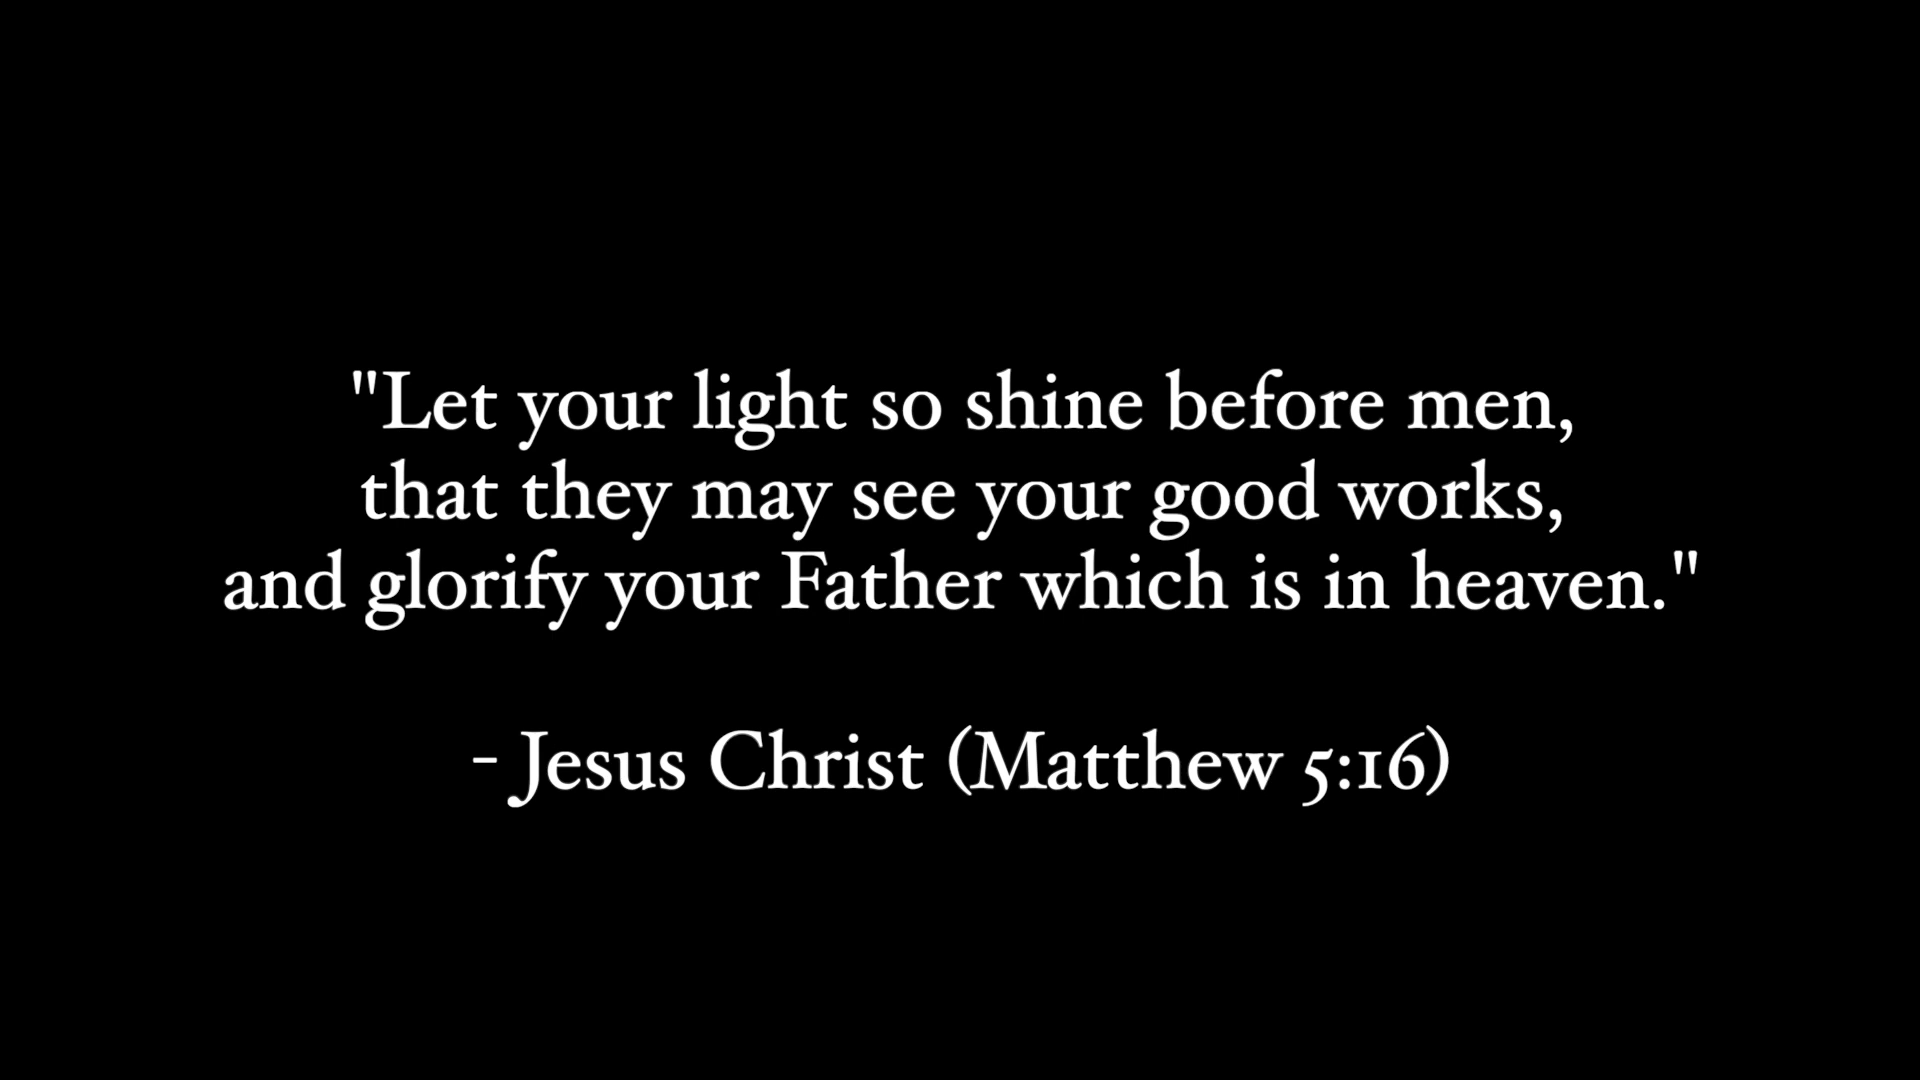 "Let your light so shine before men,
that they may see your good works,
and glorify your Father which is in heaven."
- Jesus Christ (Matthew 5:16)